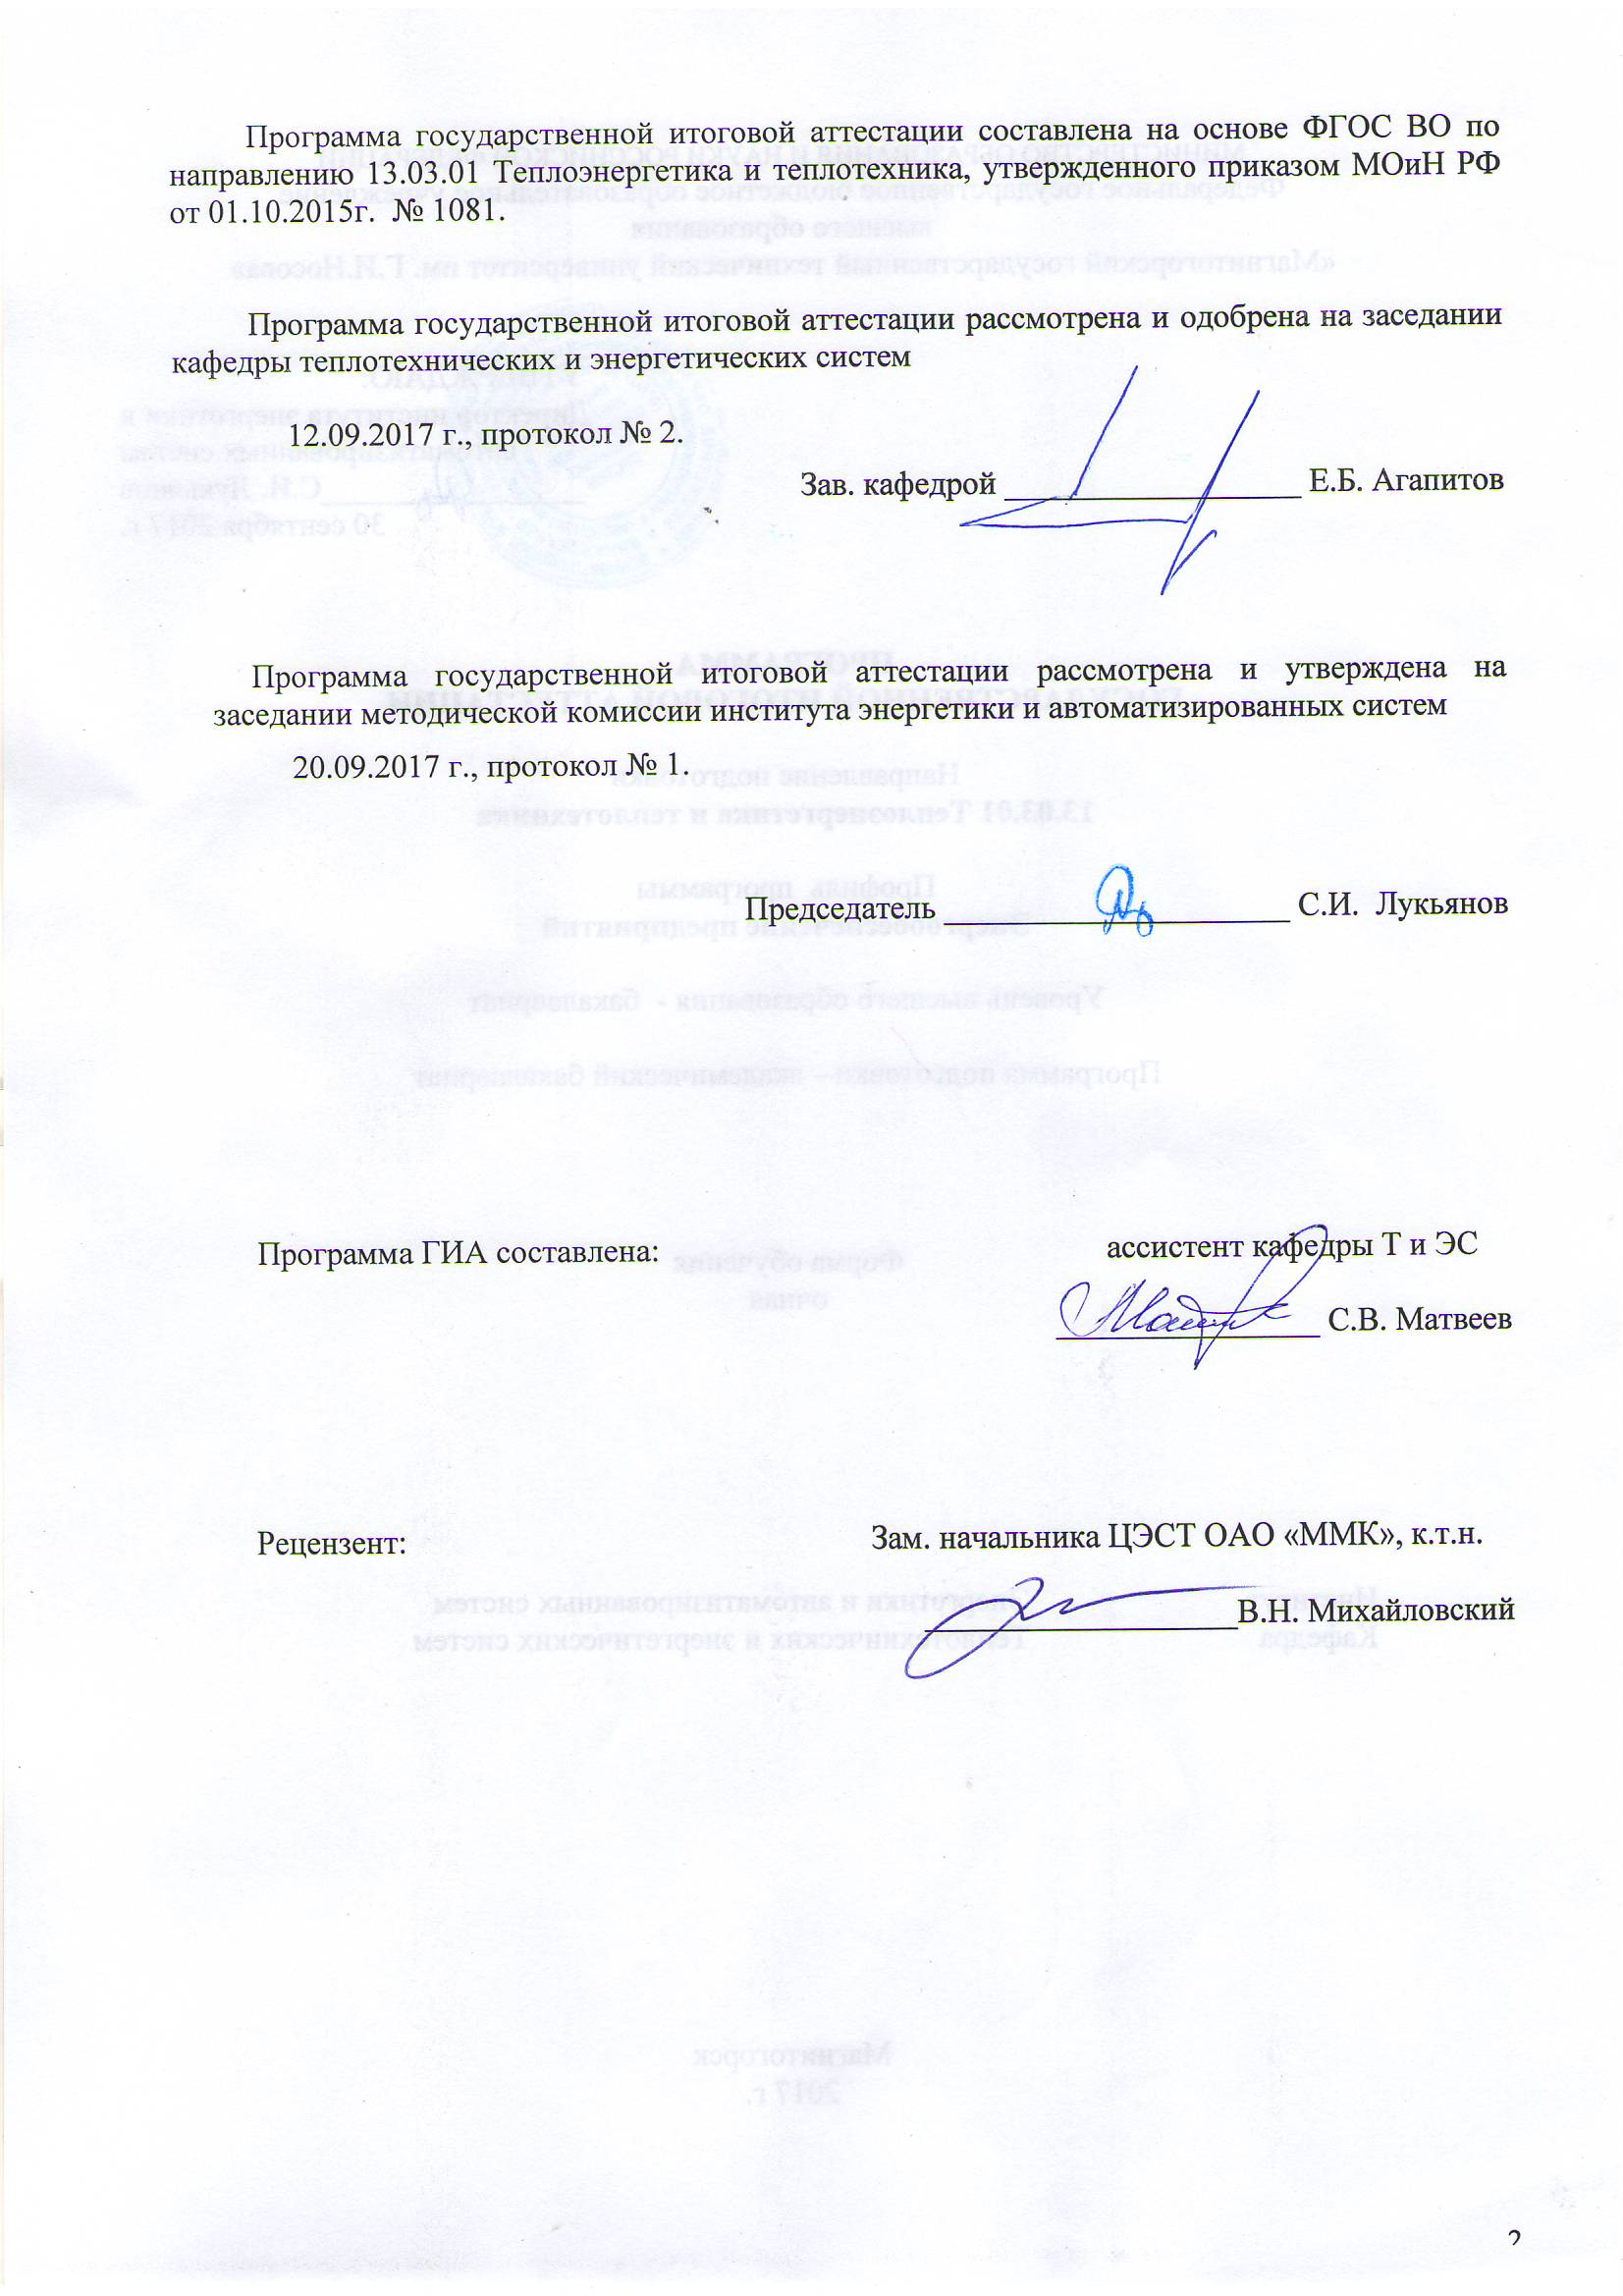 Программа государственной итоговой аттестации составлена на основе ФГОС ВО по
направлению 13.03.01 Теплоэнергетика и теплотехника, утвержденного приказом МОиН РФ
от 01.10.2015г. № 1081.
Программа государственной итоговой аттестации рассмотрена и одобрена на заседании
кафедры теплотехнических и энергетических систем
12.09.2017 г., протокол № 2.
Зав. кафедрой __________________ Е.Б. Агапитов
Программа государственной итоговой аттестации рассмотрена и утверждена на
заседании методической комиссии института энергетики и автоматизированных систем
20.09.2017 г., протокол № 1.
Председатель _____________________ С.И. Лукьянов
Программа ГИА составлена: ассистент кафедры Т и ЭС
________________ С.В. Матвеев
Рецензент: Зам. начальника ЦЭСТ ОАО «ММК», к.т.н.
___________________В.Н. Михайловский
2